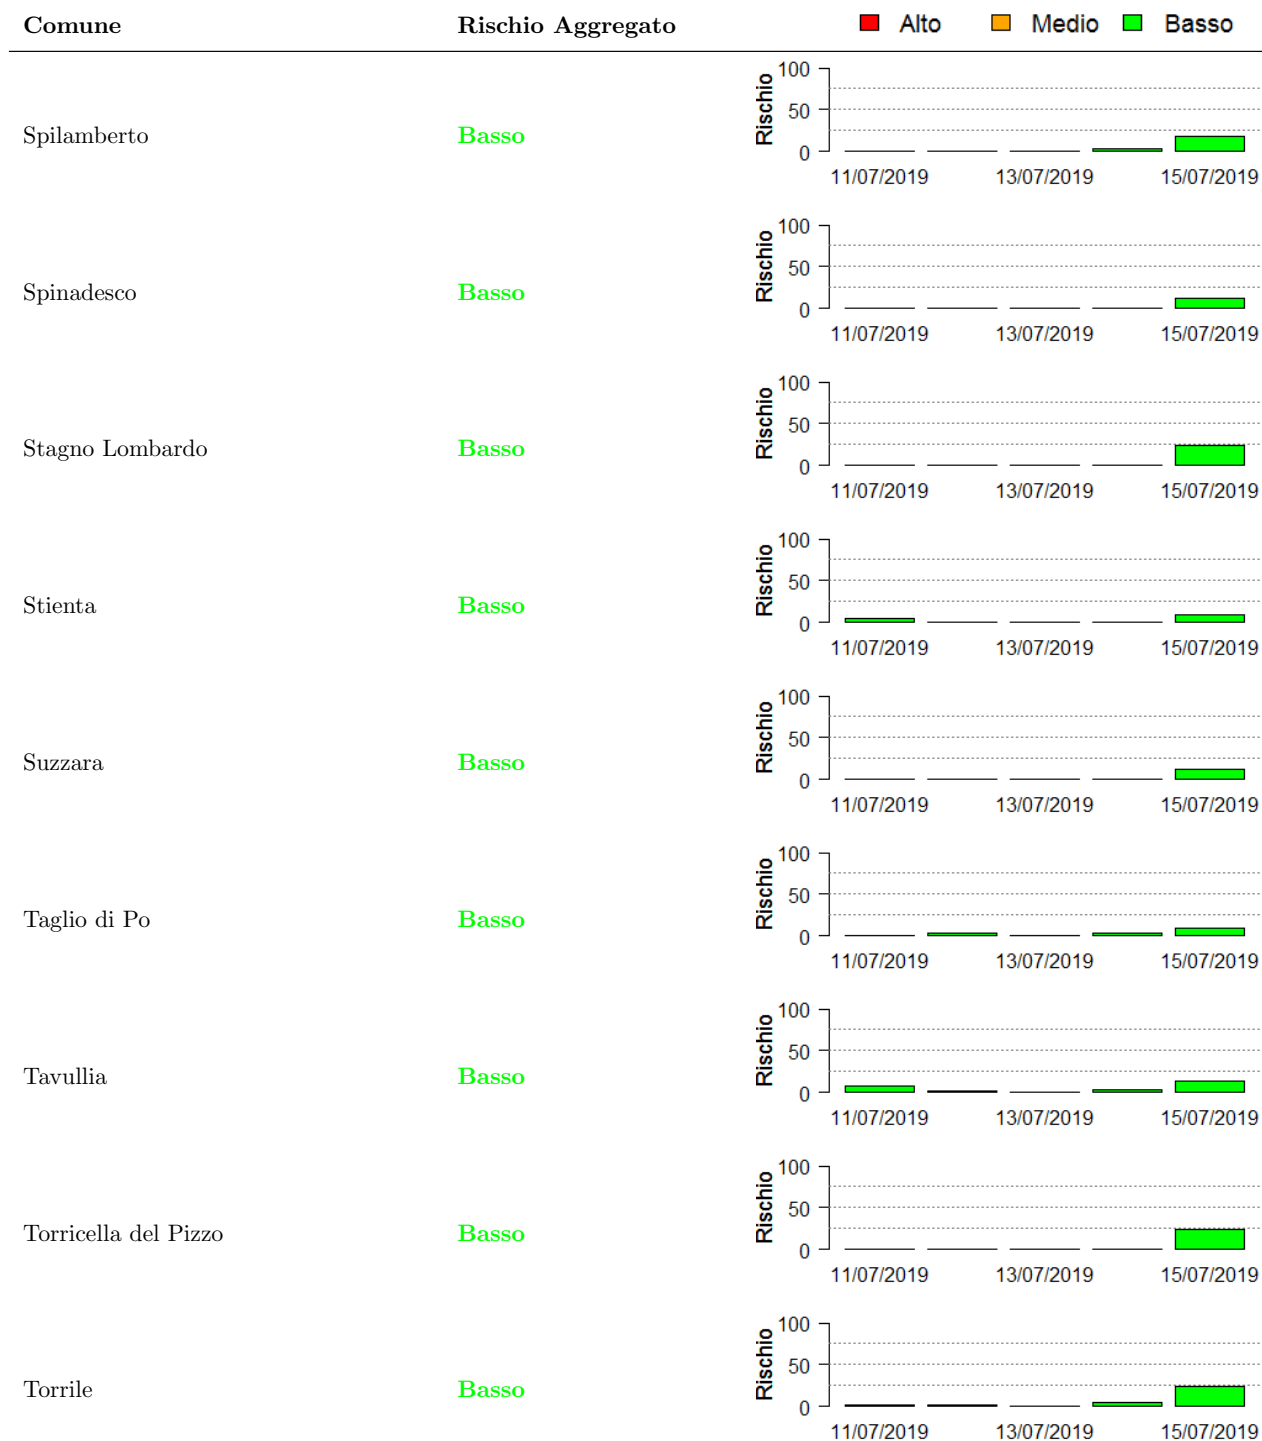 Comune Rischio Aggregato Alto Medio Basso
Spilamberto Basso Rischio 100 50 0
11/07/2019 13/07/2019 15/07/2019
Spinadesco Basso Rischio 100 50 0
11/07/2019 13/07/2019 15/07/2019
Stagno Lombardo Basso Rischio 100 50 0
11/07/2019 13/07/2019 15/07/2019
Stienta Basso Rischio 100 50 0
11/07/2019 13/07/2019 15/07/2019
Suzzara Basso Rischio 100 50 0
11/07/2019 13/07/2019 15/07/2019
Taglio di Po Basso Rischio 100 50 0
11/07/2019 13/07/2019 15/07/2019
Tavullia Basso Rischio 100 50 0
11/07/2019 13/07/2019 15/07/2019
Torricella del Pizzo Basso Rischio 100 50 0
11/07/2019 13/07/2019 15/07/2019
Torrile Basso Rischio 100 50 0
11/07/2019 13/07/2019 15/07/2019